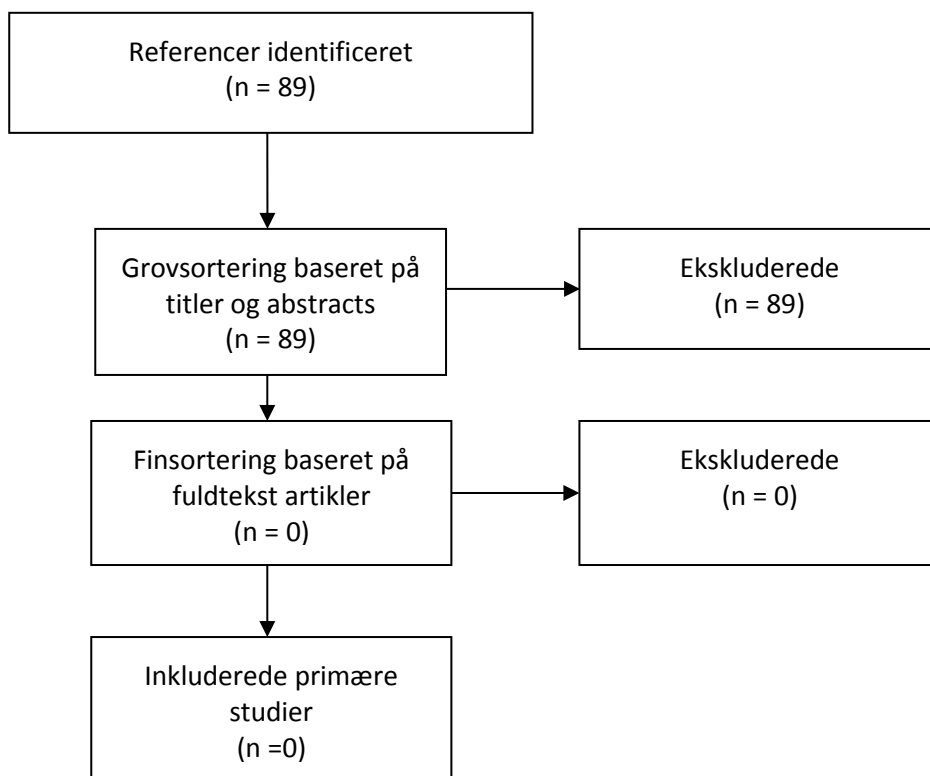 Referencer identificeret
(n = 89)
Grovsortering baseret på
titler og abstracts
(n = 89)
Ekskluderede
(n = 89)
Finsortering baseret på
fuldtekst artikler
(n = 0)
Ekskluderede
(n = 0)
Inkluderede primære
studier
(n =0)